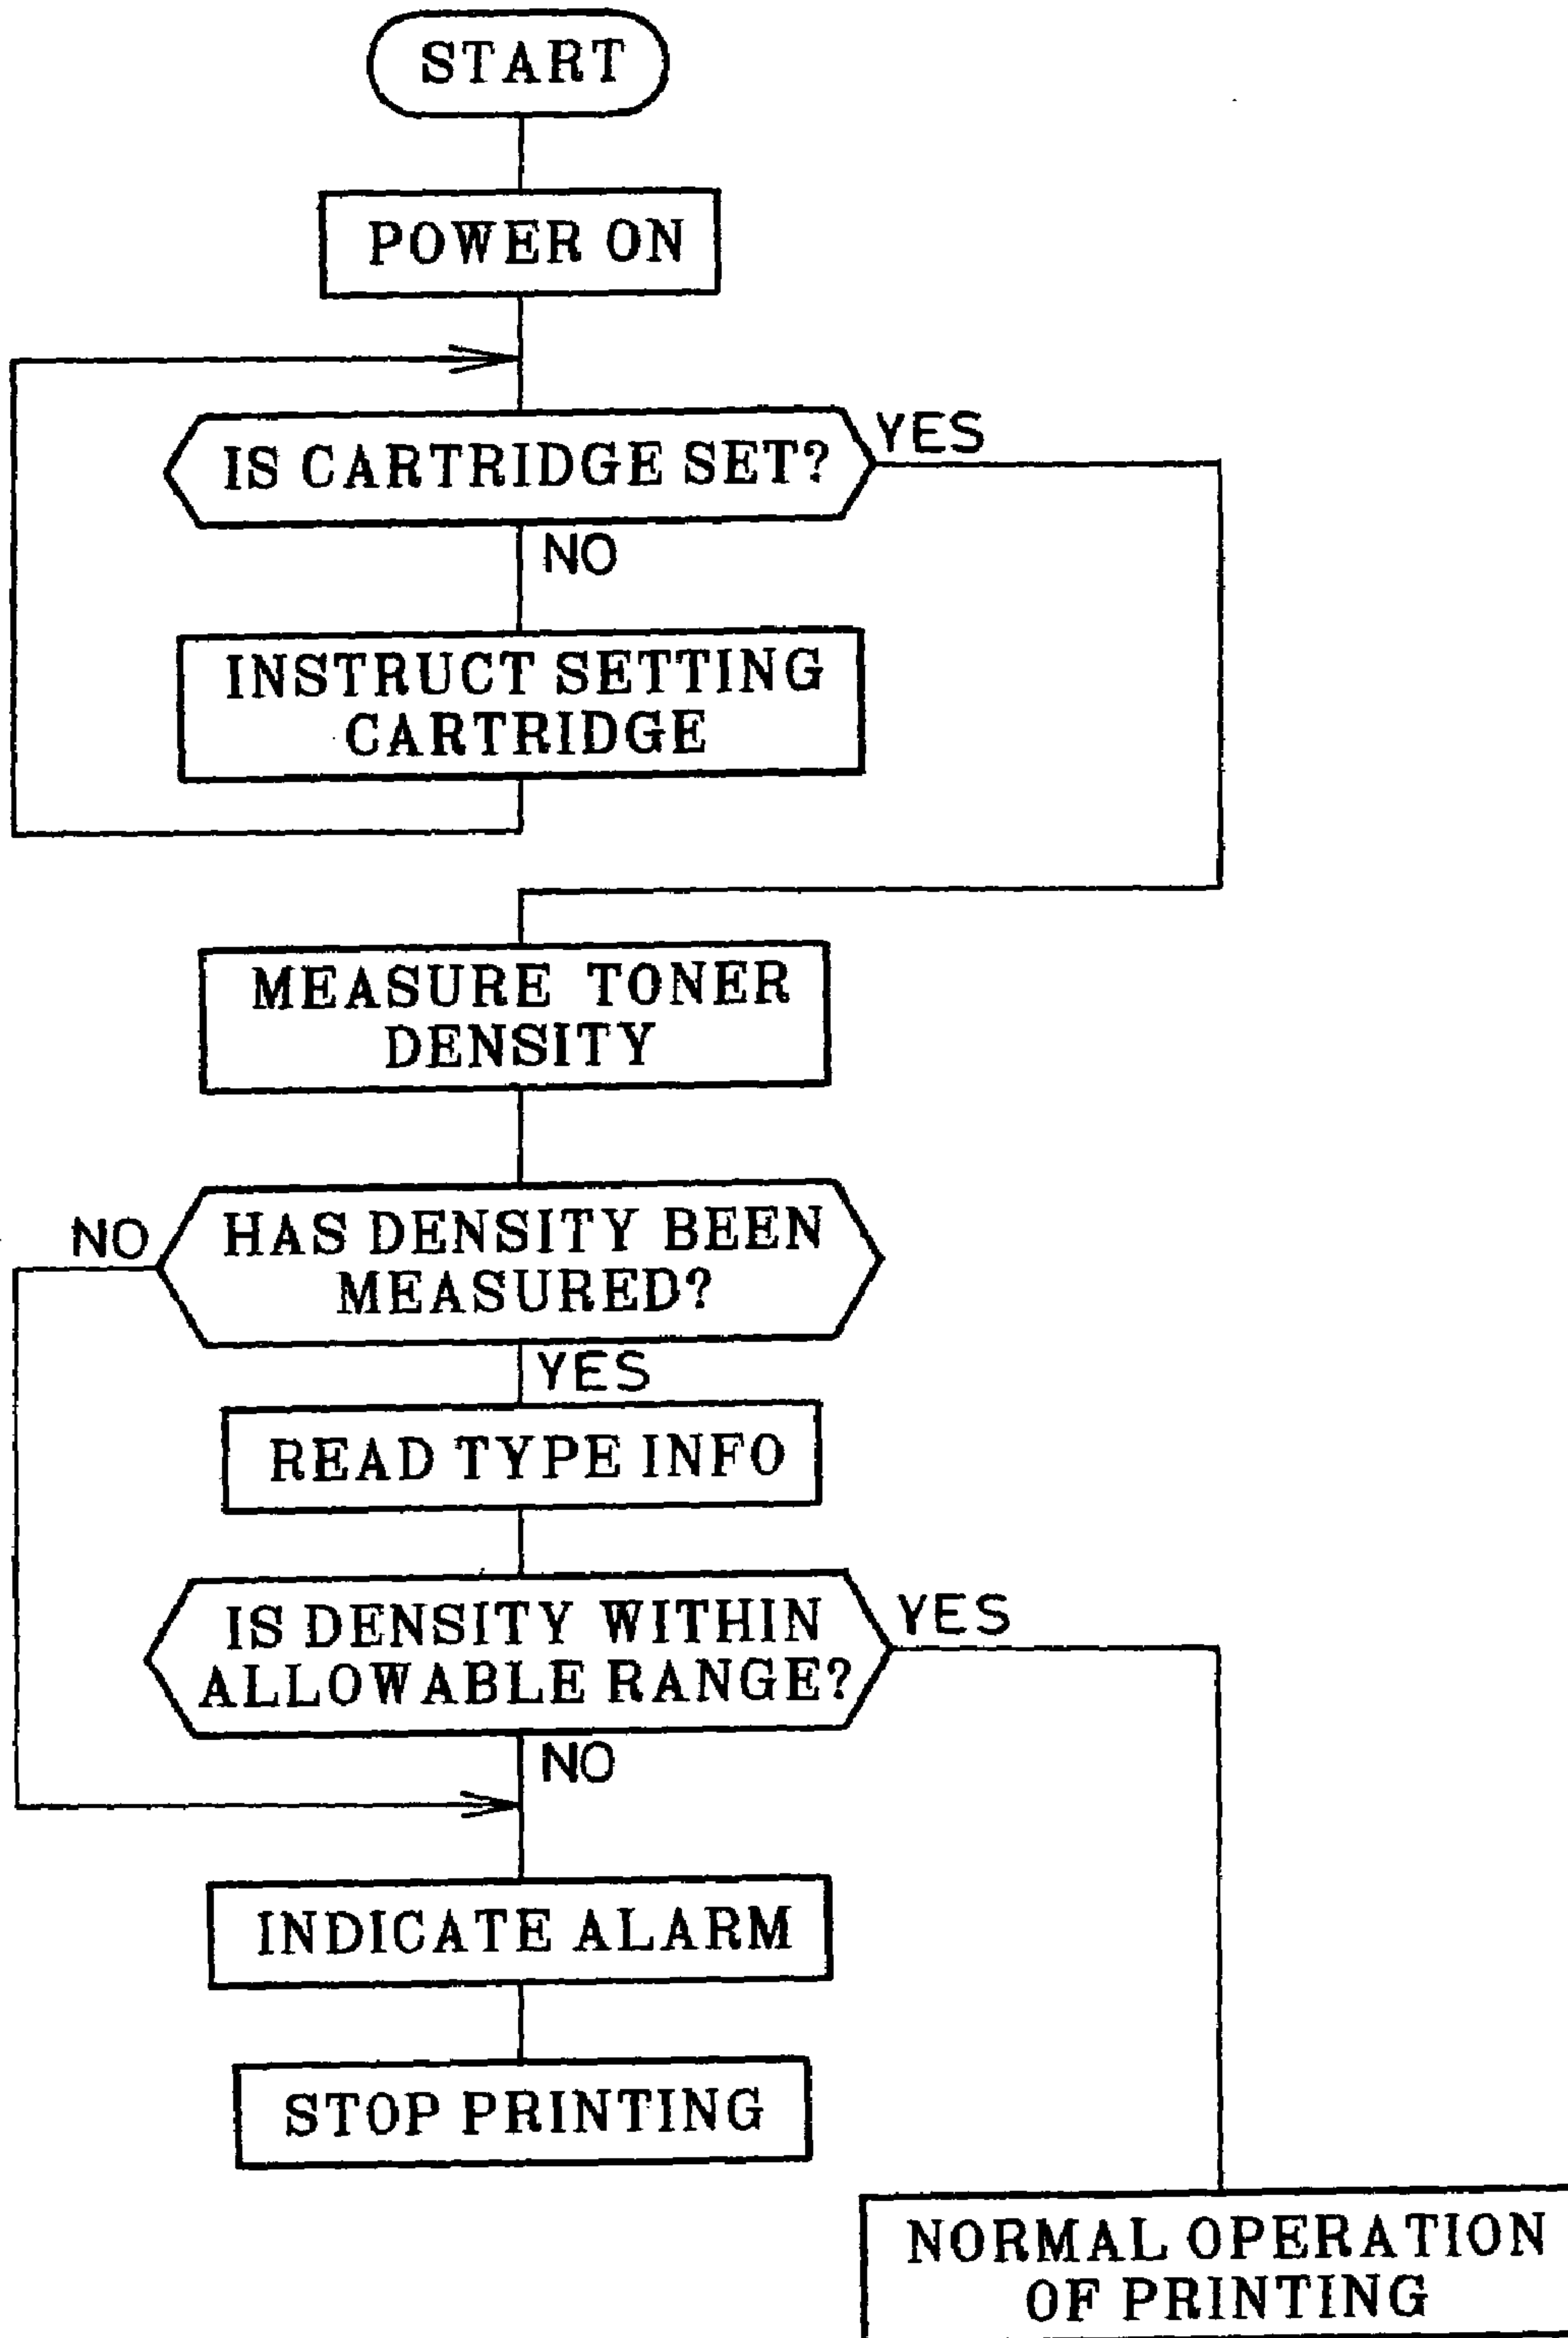 START
POWER ON
IS CARTRIDGE SET?
YES
NO
INSTRUCT SETTING
CARTRIDGE
MEASURE TONER
DENSITY
NO
HAS DENSITY BEEN
MEASURED?
YES
READ TYPE INFO
IS DENSITY WITHIN
ALLOWABLE RANGE?
YES
NO
INDICATE ALARM
STOP PRINTING
NORMAL OPERATION
OF PRINTING